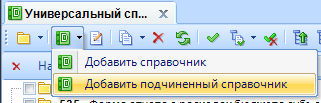 Универсальный сп...
Добавить справочник
Добавить подчиненный справочник